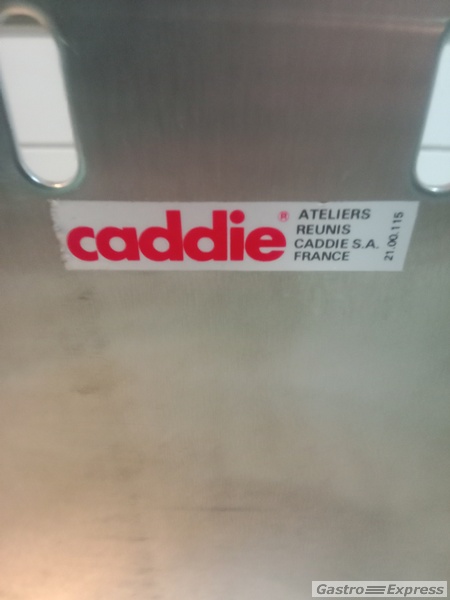 caddie®
ATELIERS
REUNIS
CADDIE S.A.
FRANCE
21.00.115
Gastro Express